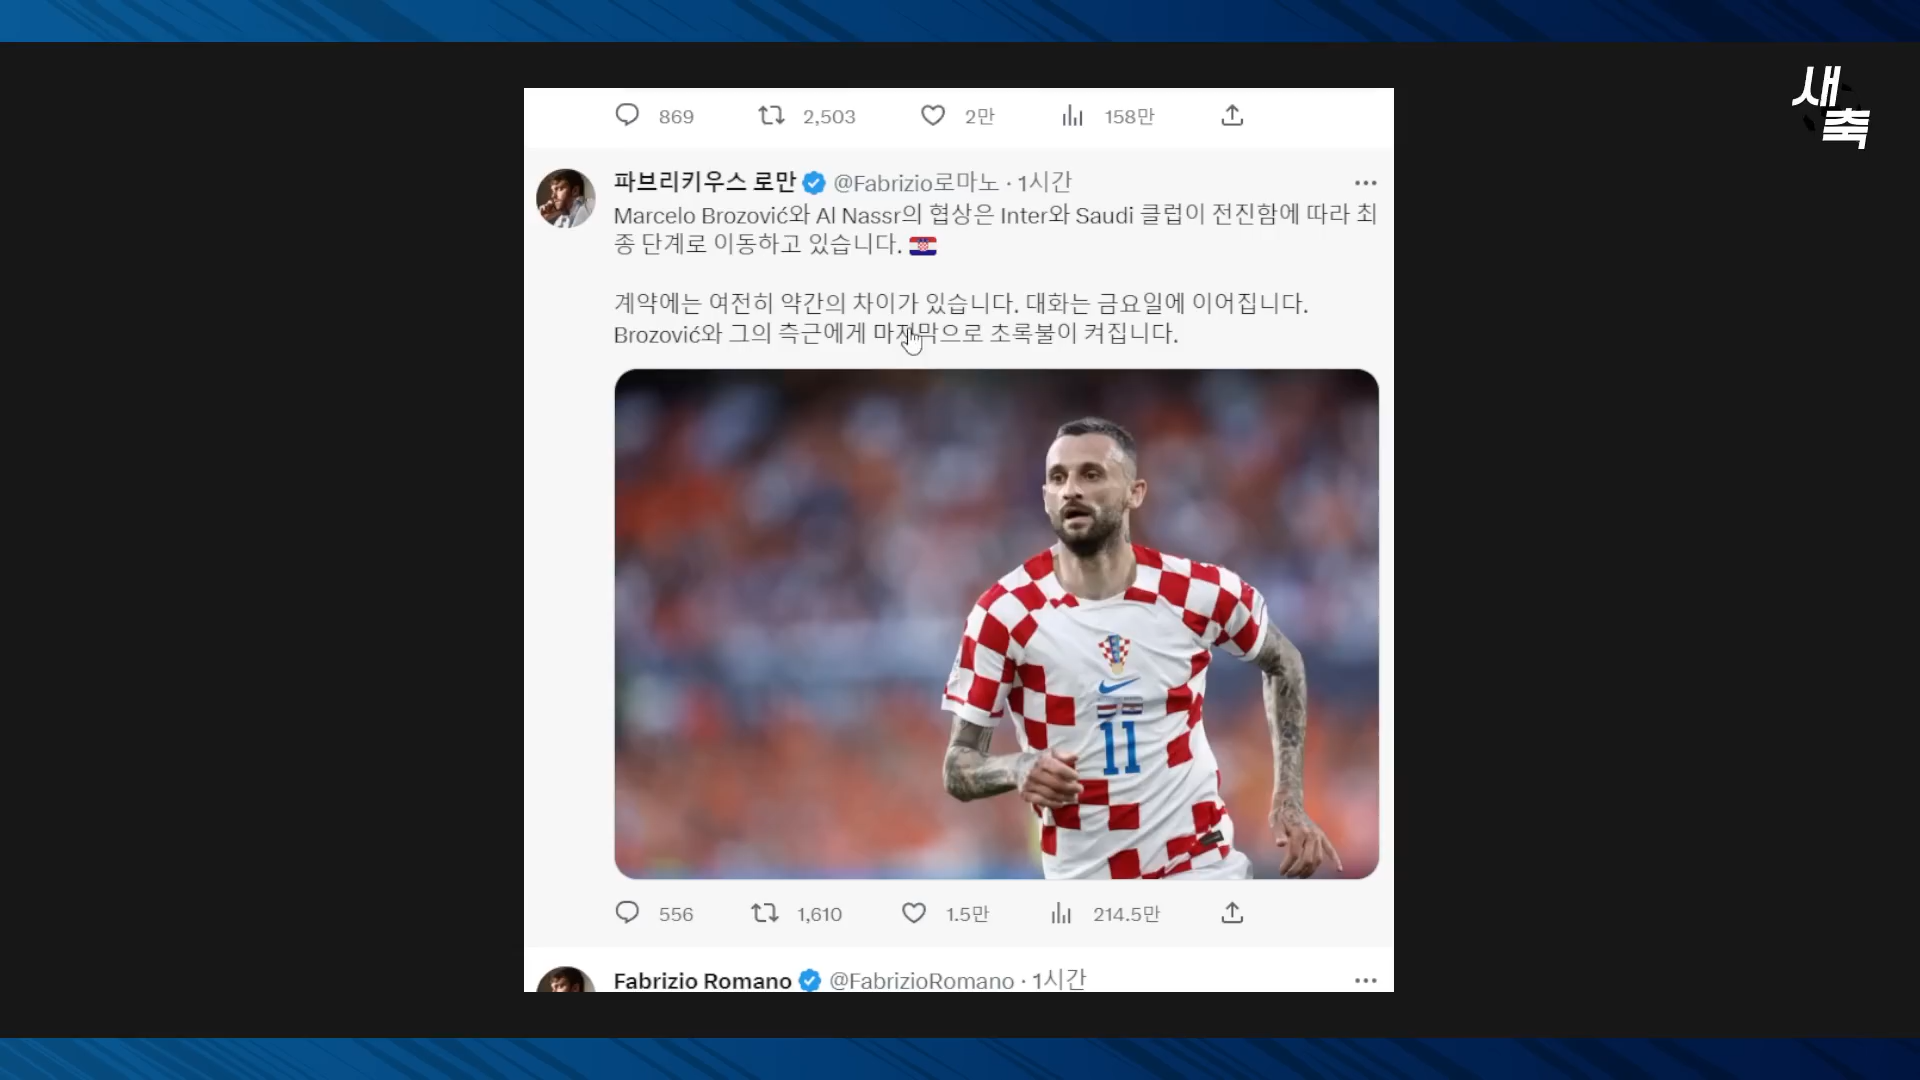 새
축
869 2,503 2만 158만
파브리키우스 로만 @Fabrizio로마노 · 1시간
Marcelo Brozović와 Al Nassr의 협상은 Inter와 Saudi 클럽이 전진함에 따라 최
종 단계로 이동하고 있습니다.
계약에는 여전히 약간의 차이가 있습니다. 대화는 금요일에 이어집니다.
Brozović와 그의 측근에게 마지막으로 초록불이 켜집니다.
11
556 1,610 1.5만 214.5만
Fabrizio Romano @FabrizioRomano · 1시간